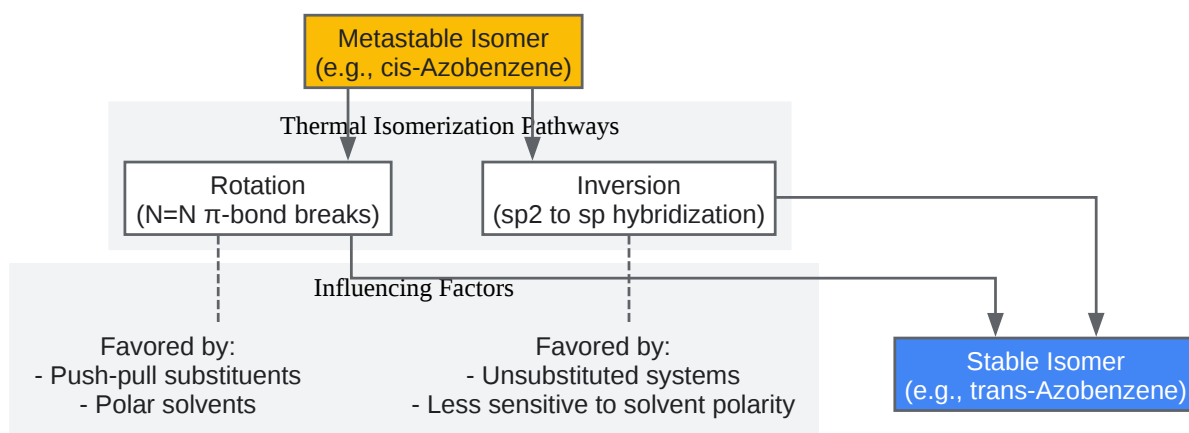 Metastable Isomer
(e.g., cis-Azobenzene)
Thermal Isomerization Pathways
Rotation
(N=N π-bond breaks)
Inversion
(sp2 to sp hybridization)
Influencing Factors
Favored by:
- Push-pull substituents
- Polar solvents
Favored by:
- Unsubstituted systems
- Less sensitive to solvent polarity
Stable Isomer
(e.g., trans-Azobenzene)